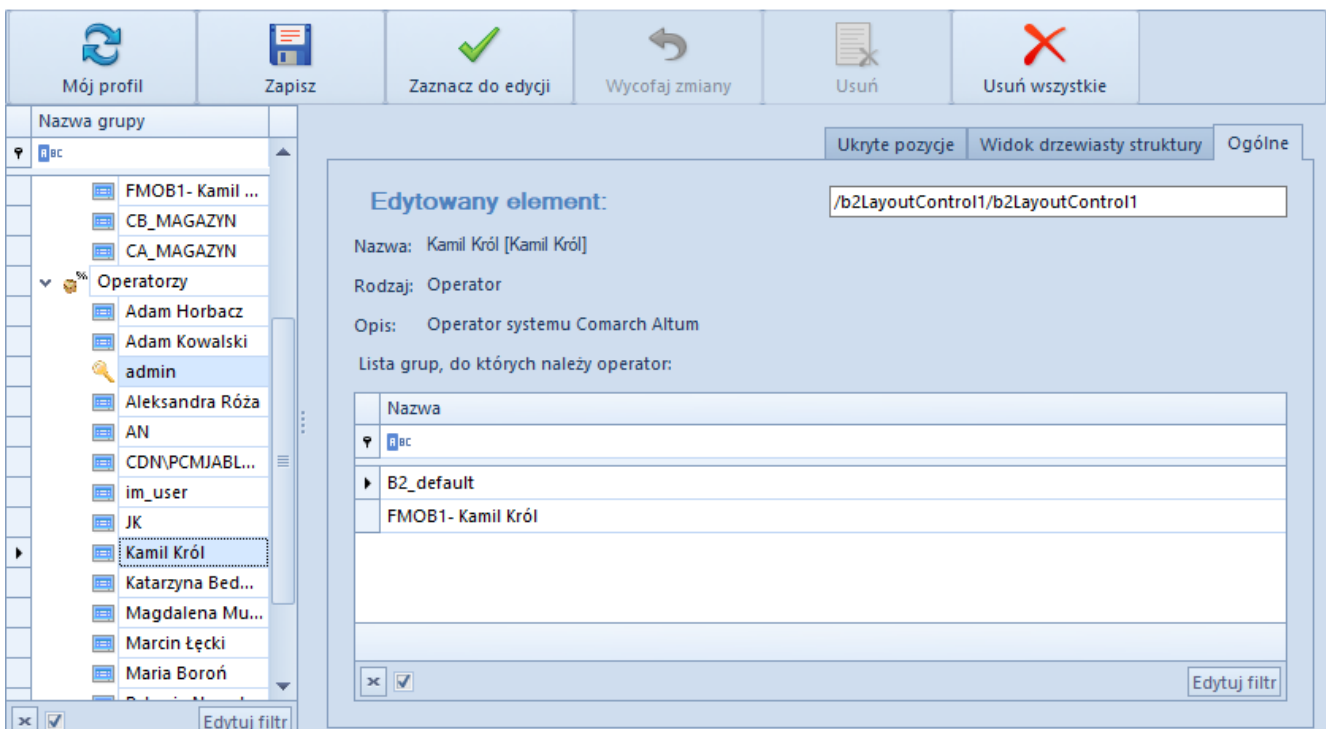 Mój profil
Zapisz
Zaznacz do edycji
Wycofaj zmiany
Usuń
Usuń wszystkie
Nazwa grupy
ABC
FMOB1- Kamil ...
CB_MAGAZYN
CA_MAGAZYN
Operatorzy
Adam Horbacz
Adam Kowalski
admin
Aleksandra Róża
AN
CDN\PCMJABL...
im_user
JK
Kamil Król
Katarzyna Bed...
Magdalena Mu...
Marcin Łęcki
Maria Boroń
Edytuj filtr
Ukryte pozycje
Widok drzewiasty struktury
Ogólne
Edytowany element:
/b2LayoutControl1/b2LayoutControl1
Nazwa: Kamil Król [Kamil Król]
Rodzaj: Operator
Opis: Operator systemu Comarch Altum
Lista grup, do których należy operator:
Nazwa
ABC
B2_default
FMOB1- Kamil Król
Edytuj filtr